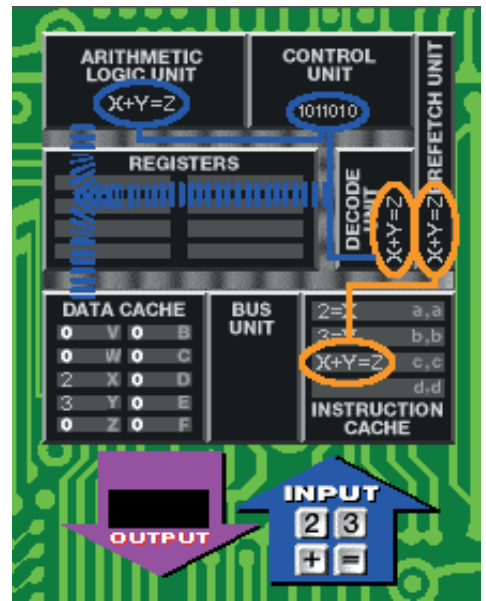 ARITHMETIC
LOGIC UNIT
X+Y=Z
CONTROL
UNIT
1011010
PREFETCH UNIT
REGISTERS
DECODE
UNIT
X+Y=Z
X+Y=Z
DATA CACHE
0 V 0 B
0 W 0 C
2 X 0 D
3 Y 0 E
0 Z 0 F
BUS
UNIT
2=X a,a
3=Y b,b
X+Y=Z c,c
d,d
INSTRUCTION
CACHE
OUTPUT
INPUT
2 3
+ =